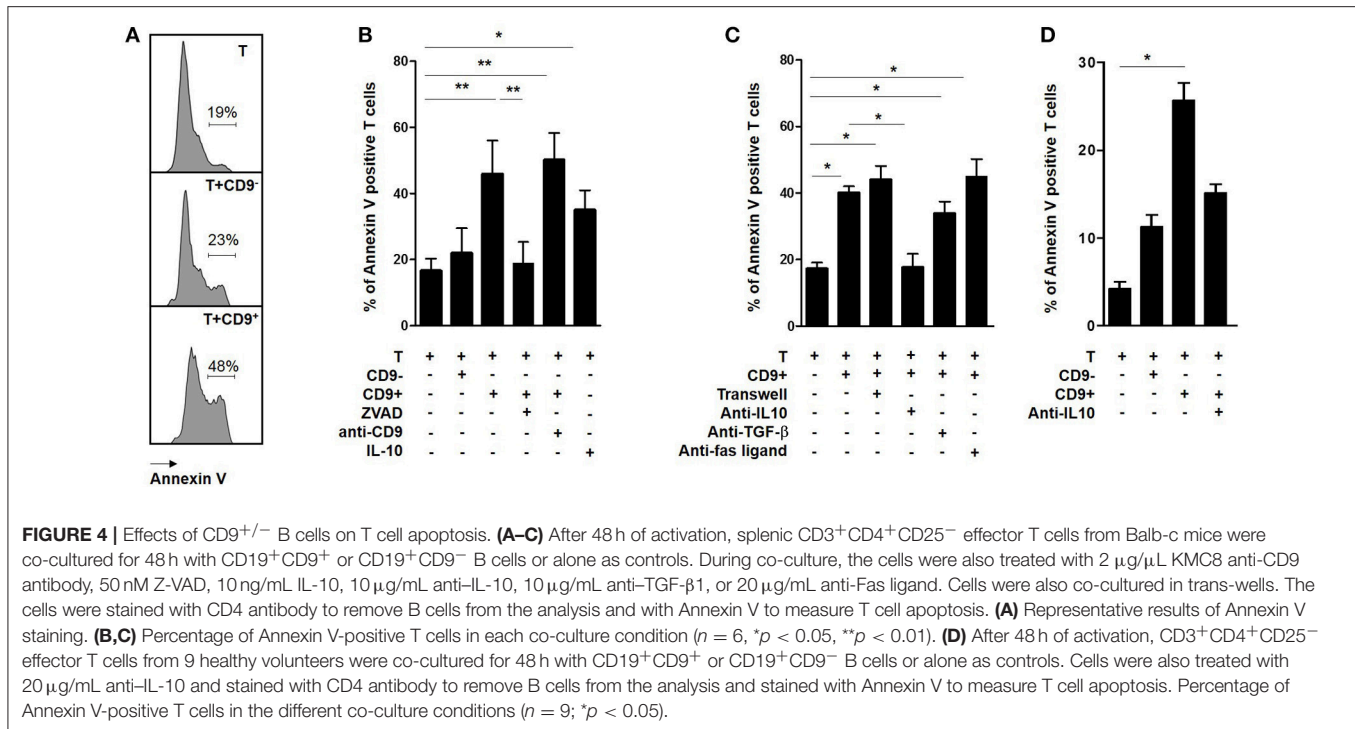 A
T
19%
T+CD9-
23%
T+CD9+
48%
Annexin V
B
% of Annexin V positive T cells
80
60
40
20
0
*
**
** **
T + + + + + +
CD9- - + - - - -
CD9+ - - + + + -
ZVAD - - - + - -
anti-CD9 - - - - + -
IL-10 - - - - - +
C
% of Annexin V positive T cells
80
60
40
20
0
*
*
*
*
*
T + + + + + +
CD9+ - + + + + +
Transwell - - + - - -
Anti-IL10 - - - + - -
Anti-TGF-β - - - - + -
Anti-fas ligand - - - - - +
D
% of Annexin V positive T cells
30
20
10
0
*
T + + + +
CD9- - + - -
CD9+ - - + +
Anti-IL10 - - - +
FIGURE 4 | Effects of CD9+/− B cells on T cell apoptosis. (A–C) After 48 h of activation, splenic CD3+CD4+CD25− effector T cells from Balb-c mice were
co-cultured for 48 h with CD19+CD9+ or CD19+CD9− B cells or alone as controls. During co-culture, the cells were also treated with 2 μg/μL KMC8 anti-CD9
antibody, 50 nM Z-VAD, 10 ng/mL IL-10, 10 μg/mL anti–IL-10, 10 μg/mL anti–TGF-β1, or 20 μg/mL anti-Fas ligand. Cells were also co-cultured in trans-wells. The
cells were stained with CD4 antibody to remove B cells from the analysis and with Annexin V to measure T cell apoptosis. (A) Representative results of Annexin V
staining. (B,C) Percentage of Annexin V-positive T cells in each co-culture condition (n = 6, *p < 0.05, **p < 0.01). (D) After 48 h of activation, CD3+CD4+CD25−
effector T cells from 9 healthy volunteers were co-cultured for 48 h with CD19+CD9+ or CD19+CD9− B cells or alone as controls. Cells were also treated with
20 μg/mL anti–IL-10 and stained with CD4 antibody to remove B cells from the analysis and stained with Annexin V to measure T cell apoptosis. Percentage of
Annexin V-positive T cells in the different co-culture conditions (n = 9; *p < 0.05).